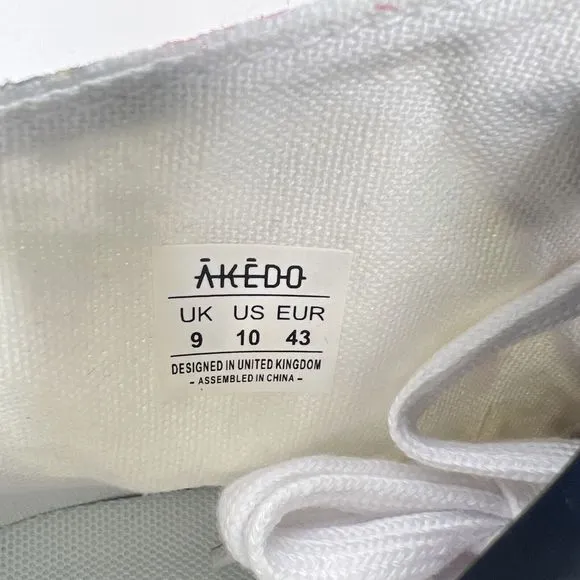 ĀKĒDO
UK US EUR
9 10 43
DESIGNED IN UNITED KINGDOM
- ASSEMBLED IN CHINA -